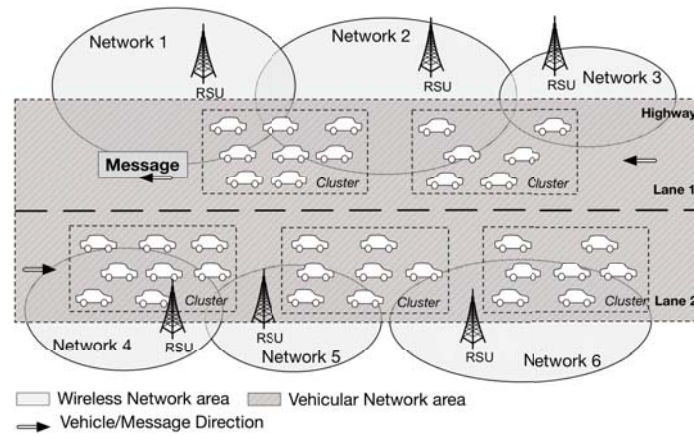 Network 1
Network 2
Network 3
RSU
RSU
RSU
Highway
Message
Cluster
Cluster
Lane 1
Cluster
Cluster
Cluster
Lane 2
Network 4
RSU
RSU
Network 5
RSU
Network 6
Wireless Network area
Vehicular Network area
Vehicle/Message Direction